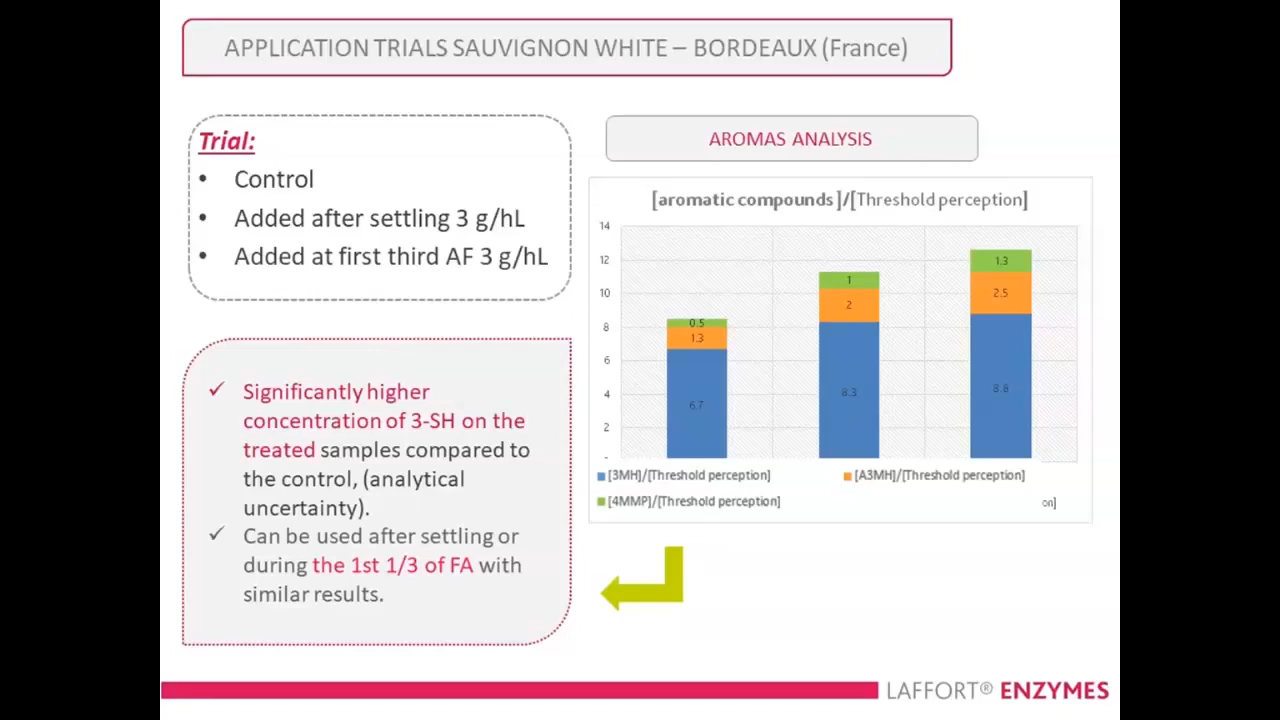 APPLICATION TRIALS SAUVIGNON WHITE – BORDEAUX (France)
Trial:
• Control
• Added after settling 3 g/hL
• Added at first third AF 3 g/hL
✓ Significantly higher
concentration of 3-SH on the
treated samples compared to
the control, (analytical
uncertainty).
✓ Can be used after settling or
during the 1st 1/3 of FA with
similar results.
AROMAS ANALYSIS
[aromatic compounds]/[Threshold perception]
14
12
10
8
6
4
2
-
0.5
1.3
6.7
1
2
8.3
1.3
2.5
8.8
[3MH]/[Threshold perception]
[A3MH]/[Threshold perception]
[4MMP]/[Threshold perception]
on]
LAFFORT® ENZYMES